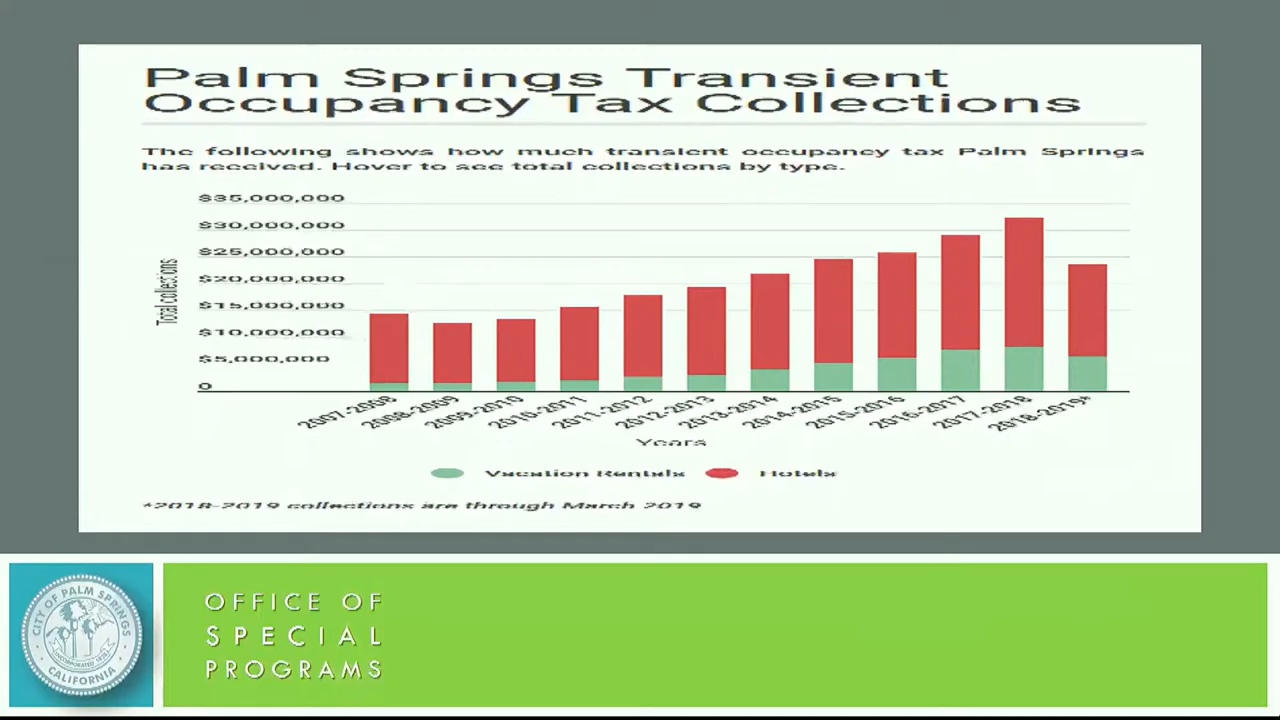 Palm Springs Transient
Occupancy Tax Collections
The following shows how much transient occupancy tax Palm Springs
has received. Hover to see total collections by type.
$35,000,000
$30,000,000
$25,000,000
$20,000,000
$15,000,000
$10,000,000
$5,000,000
0
Total collections
2007-2008
2008-2009
2009-2010
2010-2011
2011-2012
2012-2013
2013-2014
2014-2015
2015-2016
2016-2017
2017-2018
2018-2019*
Years
Vacation Rentals
Hotels
*2018-2019 collections are through March 2019
CITY OF PALM SPRINGS
CALIFORNIA
OFFICE OF
SPECIAL
PROGRAMS